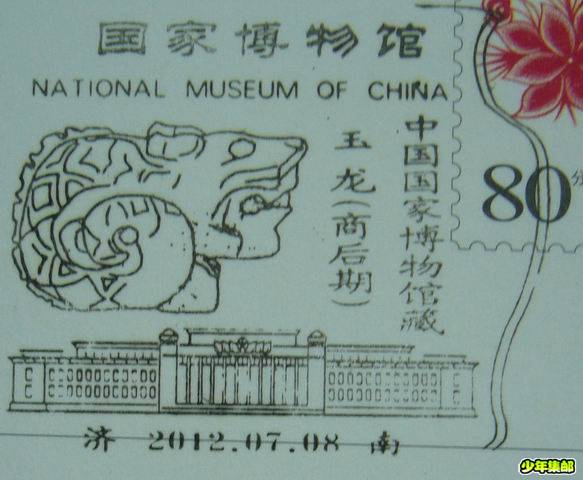 国家博物馆
NATIONAL MUSEUM OF CHINA
中国国家博物馆藏
玉龙(商后期)
80分
济 2012.07.08 南
少年集邮